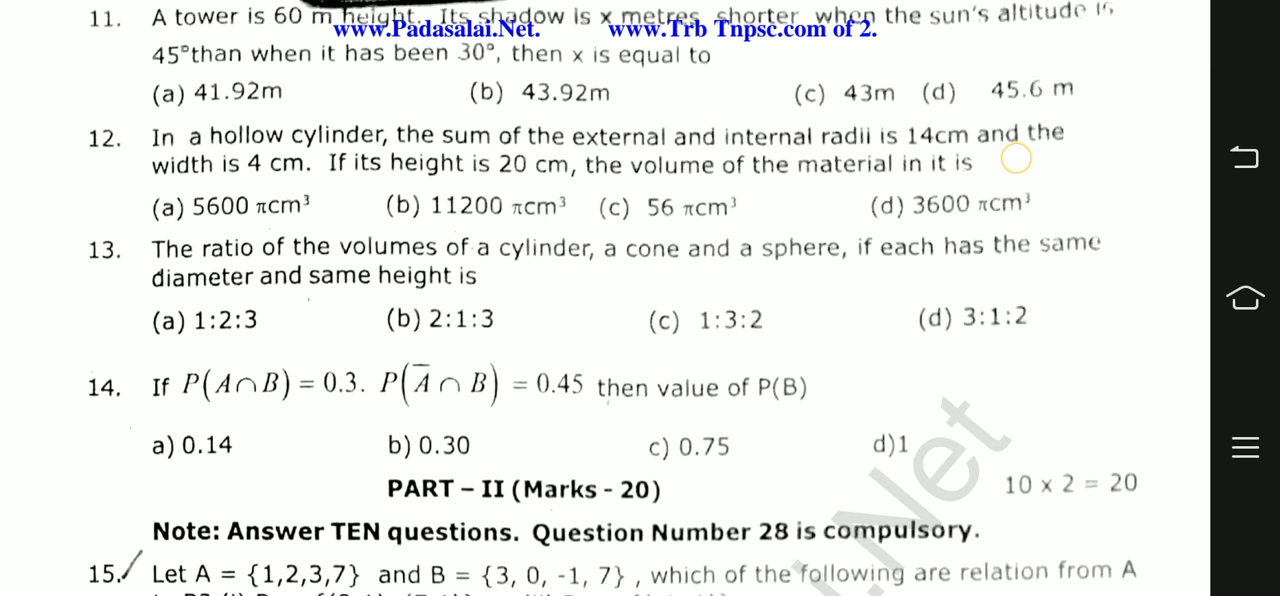 11. A tower is 60 m height. Its shadow is x metres shorter when the sun's altitude is
www.Padasalai.Net. www.Trb Tnpsc.com of 2.
45°than when it has been 30°, then x is equal to
(a) 41.92m (b) 43.92m (c) 43m (d) 45.6 m
12. In a hollow cylinder, the sum of the external and internal radii is 14cm and the
width is 4 cm. If its height is 20 cm, the volume of the material in it is
(a) 5600 πcm³ (b) 11200 πcm³ (c) 56 πcm³ (d) 3600 πcm³
13. The ratio of the volumes of a cylinder, a cone and a sphere, if each has the same
diameter and same height is
(a) 1:2:3 (b) 2:1:3 (c) 1:3:2 (d) 3:1:2
14. If P(A∩B) = 0.3. P(A̅ ∩ B) = 0.45 then value of P(B)
a) 0.14 b) 0.30 c) 0.75 d)1
PART – II (Marks - 20) 10 x 2 = 20
Note: Answer TEN questions. Question Number 28 is compulsory.
15. Let A = {1,2,3,7} and B = {3, 0, -1, 7} , which of the following are relation from A
.Net